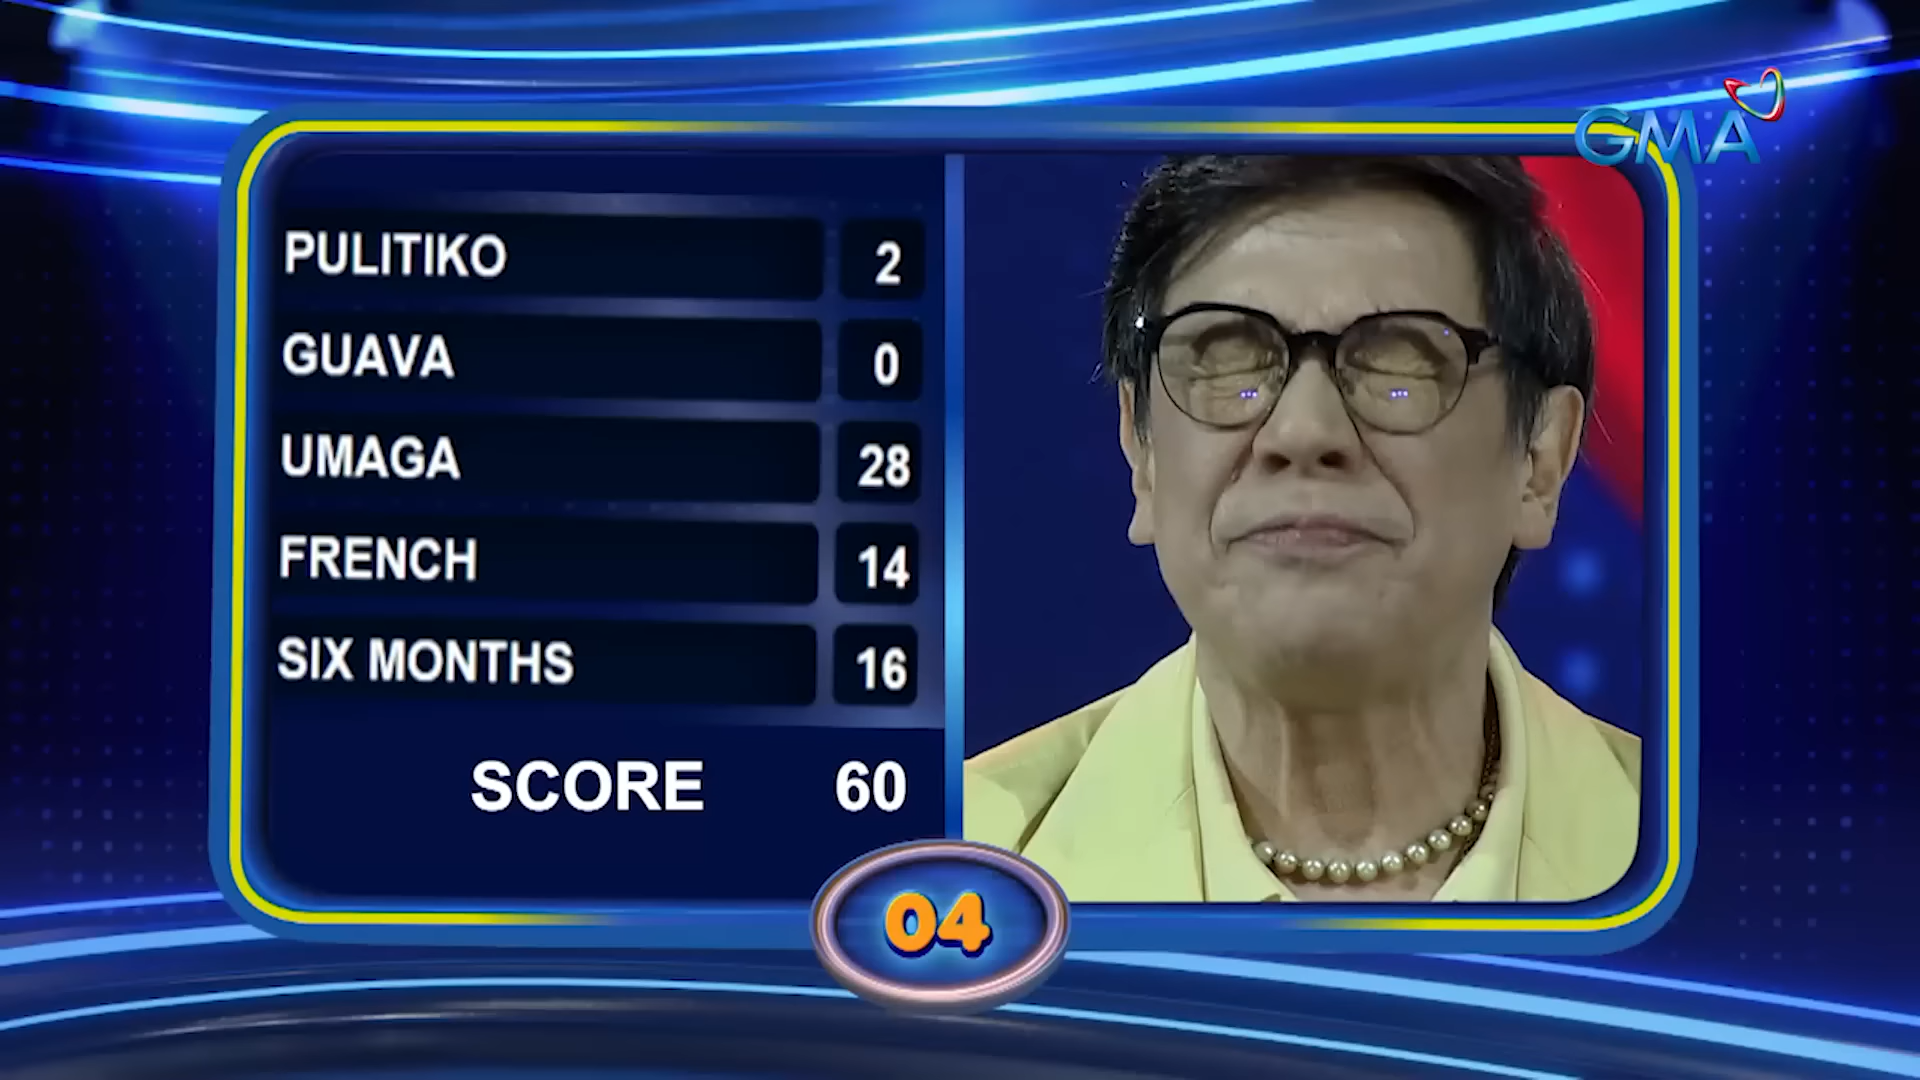 GMA
PULITIKO 2
GUAVA 0
UMAGA 28
FRENCH 14
SIX MONTHS 16
SCORE 60
04